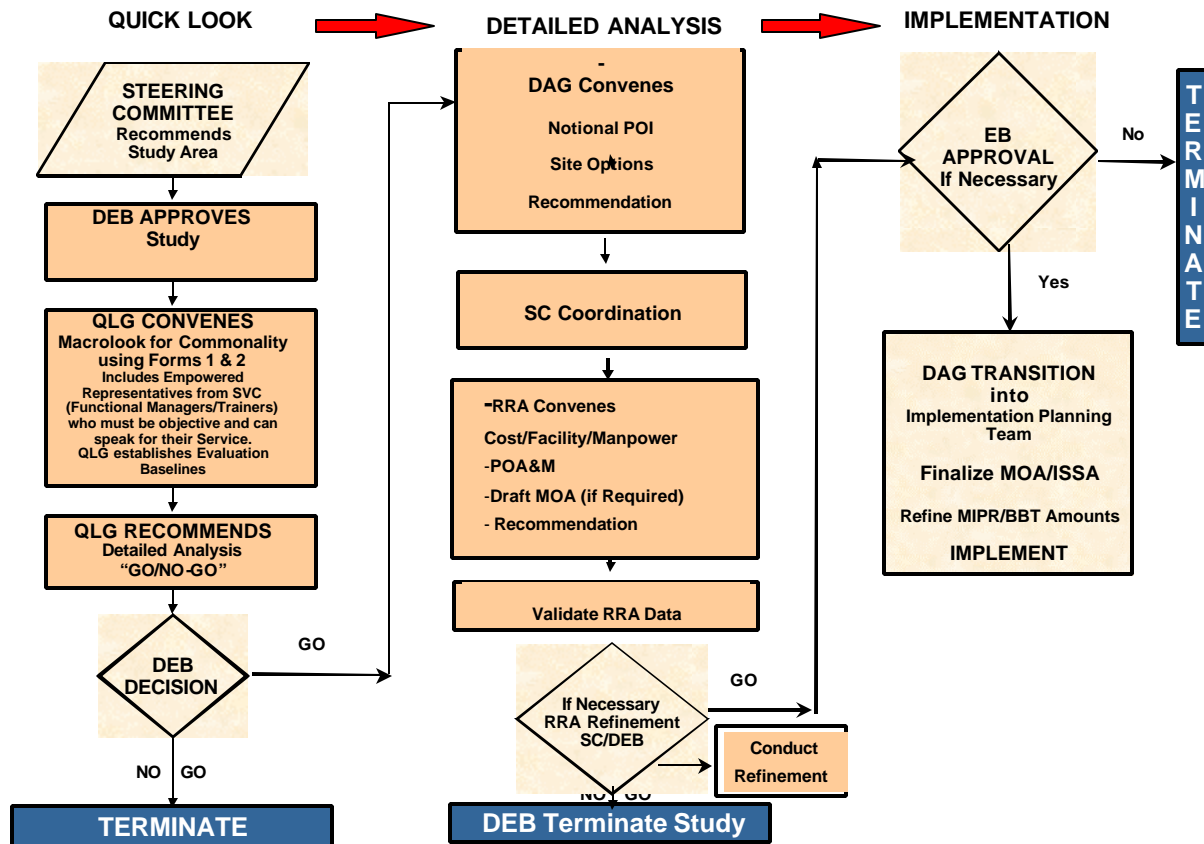 QUICK LOOK
DETAILED ANALYSIS
IMPLEMENTATION
STEERING
COMMITTEE
Recommends
Study Area
DEB APPROVES
Study
QLG CONVENES
Macrolook for Commonality
using Forms 1 & 2
Includes Empowered
Representatives from SVC
(Functional Managers/Trainers)
who must be objective and can
speak for their Service.
QLG establishes Evaluation
Baselines
QLG RECOMMENDS
Detailed Analysis
“GO/NO-GO”
DEB
DECISION
GO
NO GO
TERMINATE
-
DAG Convenes
Notional POI
Site Options
Recommendation
SC Coordination
-RRA Convenes
Cost/Facility/Manpower
-POA&M
-Draft MOA (if Required)
- Recommendation
Validate RRA Data
If Necessary
RRA Refinement
SC/DEB
GO
Conduct
Refinement
NO GO
DEB Terminate Study
EB
APPROVAL
If Necessary
No
TERMINATE
Yes
DAG TRANSITION
into
Implementation Planning
Team
Finalize MOA/ISSA
Refine MIPR/BBT Amounts
IMPLEMENT